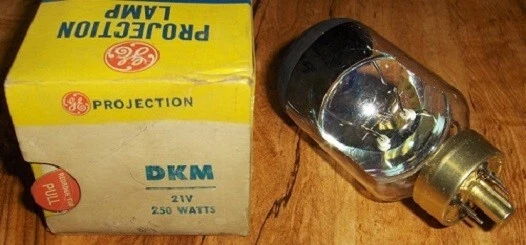 PROJECTION
LAMP
GE
GE PROJECTION
DKM
21V
250 WATTS
PULL